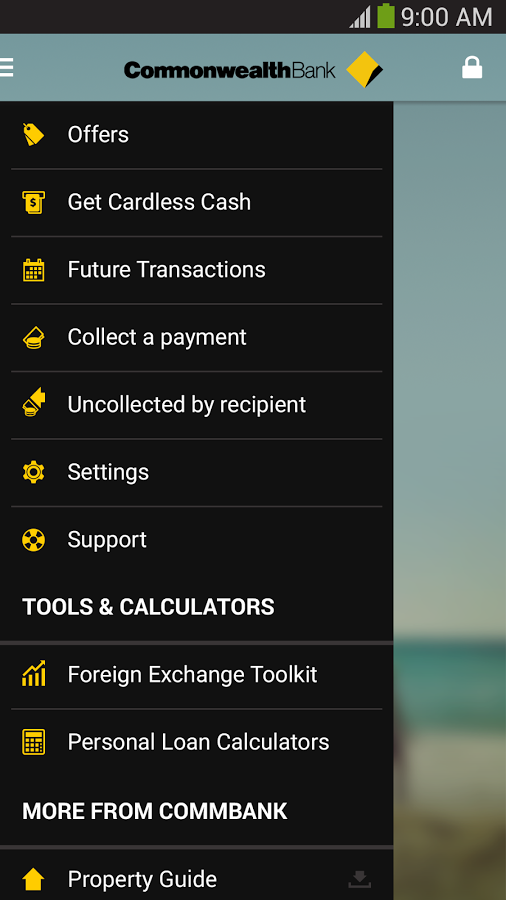 9:00 AM
CommonwealthBank
Offers
Get Cardless Cash
Future Transactions
Collect a payment
Uncollected by recipient
Settings
Support
TOOLS & CALCULATORS
Foreign Exchange Toolkit
Personal Loan Calculators
MORE FROM COMMBANK
Property Guide